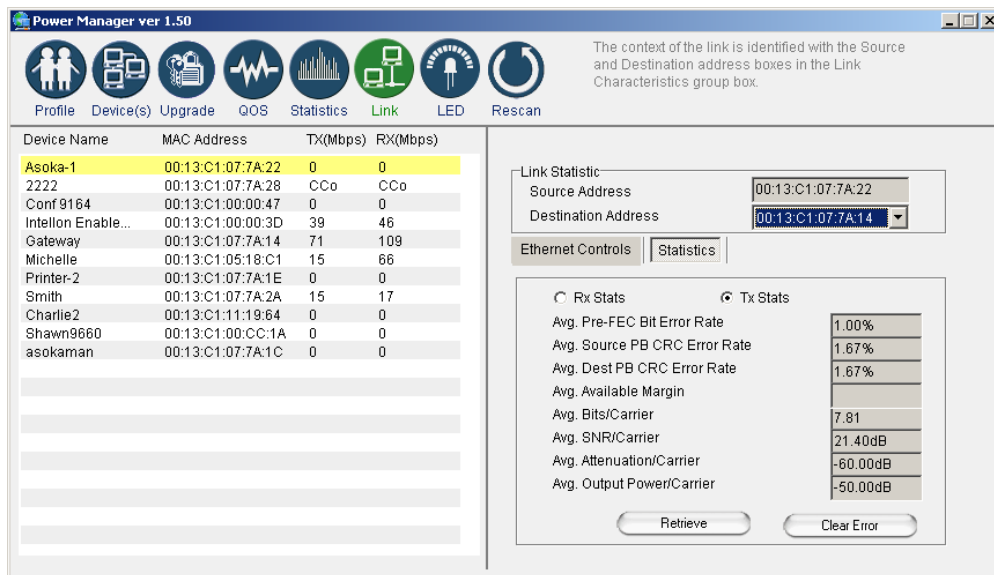 Power Manager ver 1.50
The context of the link is identified with the Source
and Destination address boxes in the Link
Characteristics group box.
Profile Device(s) Upgrade QOS Statistics Link LED Rescan
Device Name MAC Address TX(Mbps) RX(Mbps)
Asoka-1 00:13:C1:07:7A:22 0 0
2222 00:13:C1:07:7A:28 CCo CCo
Conf 9164 00:13:C1:00:00:47 0 0
Intellon Enable... 00:13:C1:00:00:3D 39 46
Gateway 00:13:C1:07:7A:14 71 109
Michelle 00:13:C1:05:18:C1 15 66
Printer-2 00:13:C1:07:7A:1E 0 0
Smith 00:13:C1:07:7A:2A 15 17
Charlie2 00:13:C1:11:19:64 0 0
Shawn9660 00:13:C1:00:CC:1A 0 0
asokaman 00:13:C1:07:7A:1C 0 0
Link Statistic
Source Address 00:13:C1:07:7A:22
Destination Address 00:13:C1:07:7A:14
Ethernet Controls Statistics
Rx Stats Tx Stats
Avg. Pre-FEC Bit Error Rate 1.00%
Avg. Source PB CRC Error Rate 1.67%
Avg. Dest PB CRC Error Rate 1.67%
Avg. Available Margin
Avg. Bits/Carrier 7.81
Avg. SNR/Carrier 21.40dB
Avg. Attenuation/Carrier -60.00dB
Avg. Output Power/Carrier -50.00dB
Retrieve Clear Error